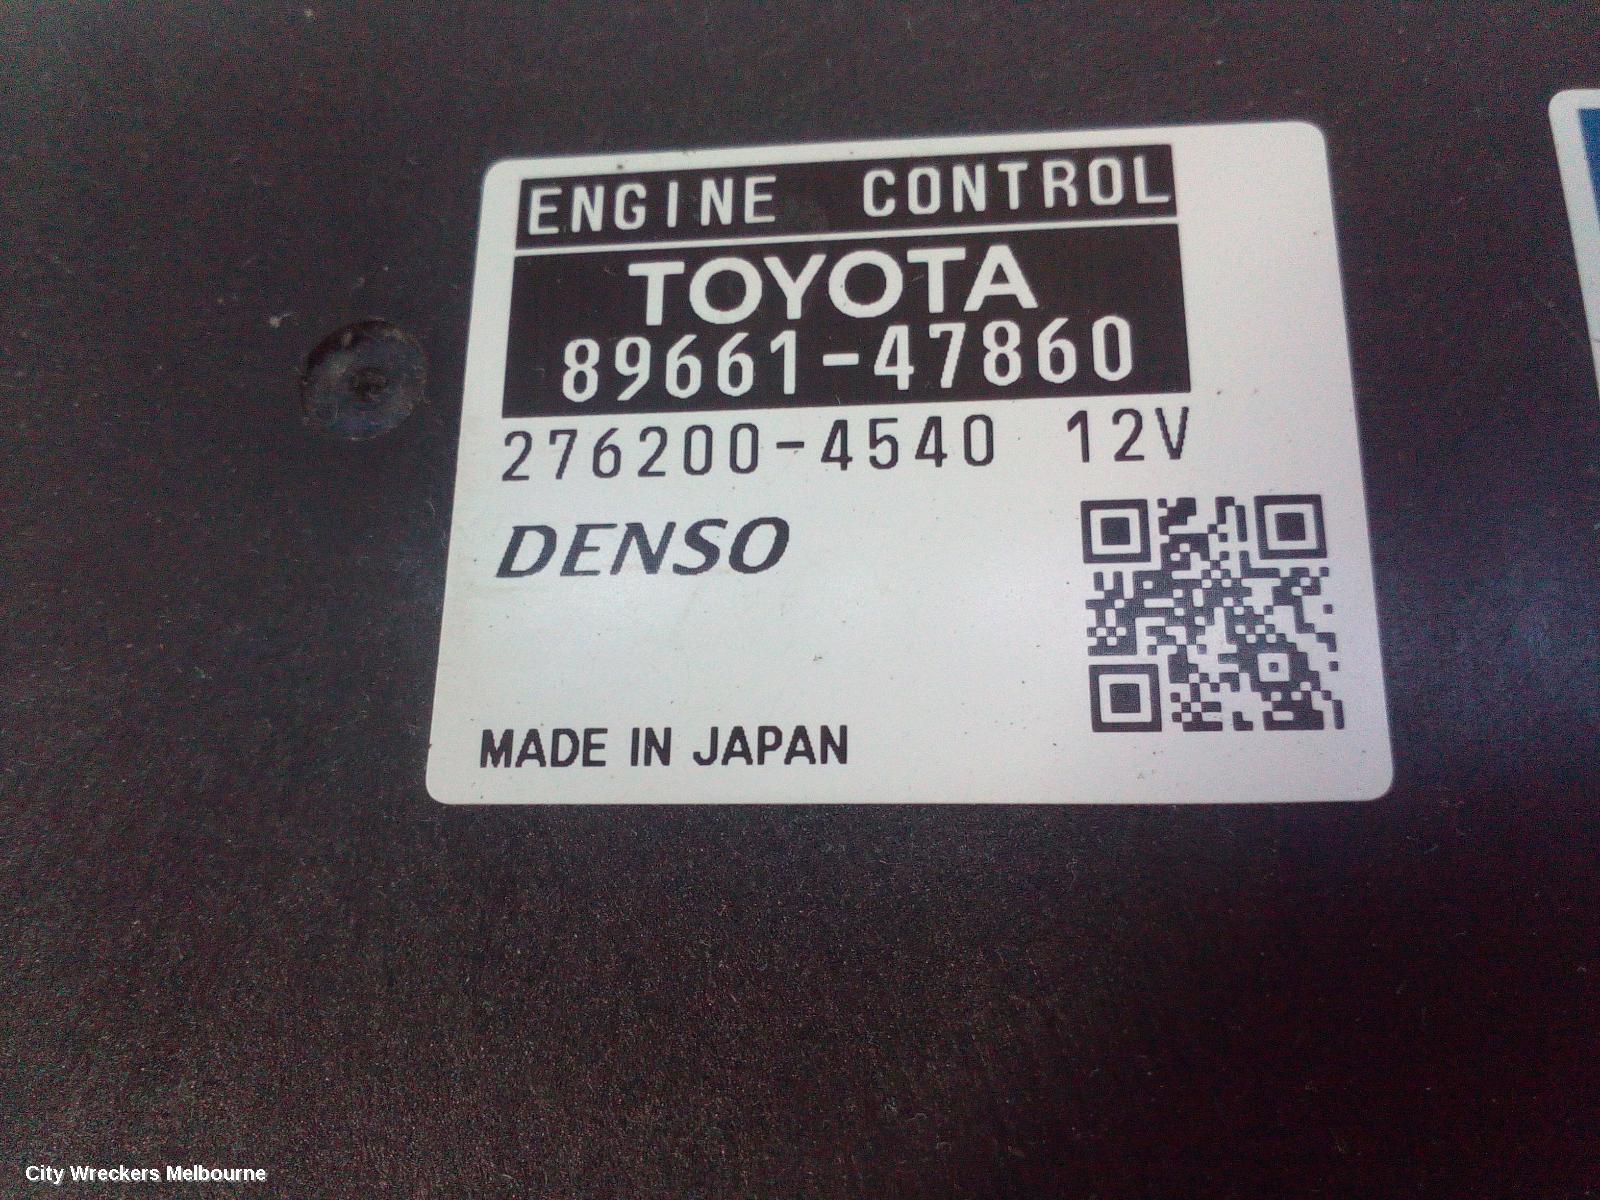 ENGINE CONTROL
TOYOTA
89661-47860
276200-4540 12V
DENSO
MADE IN JAPAN
City Wreckers Melbourne